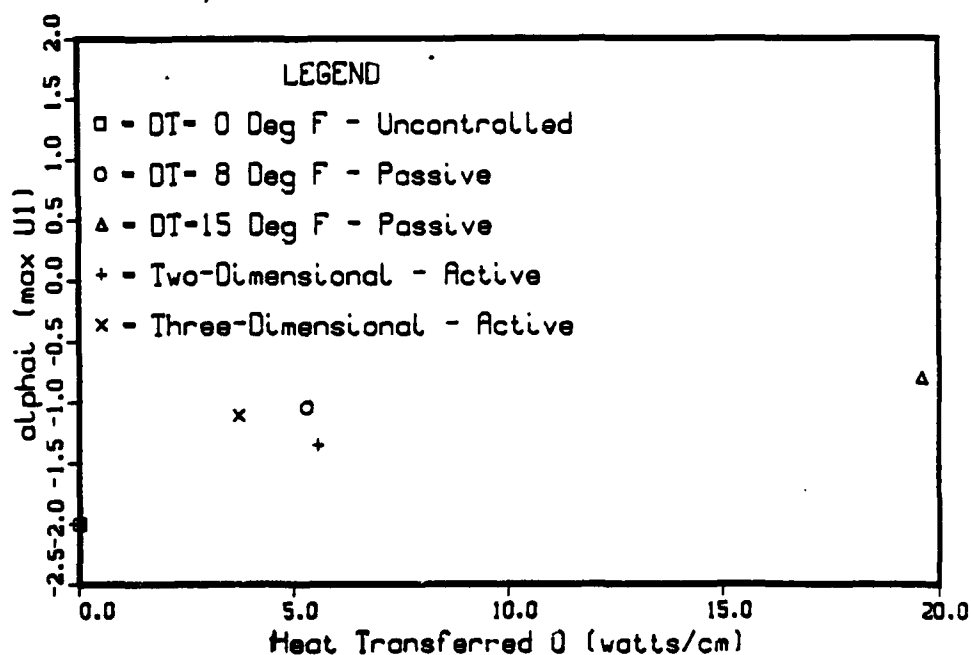 LEGEND
□ - DT- 0 Deg F - Uncontrolled
○ - DT- 8 Deg F - Passive
△ - DT-15 Deg F - Passive
+ - Two-Dimensional - Active
× - Three-Dimensional - Active
alphai (max U1)
2.0
1.5
1.0
0.5
0.0
-0.5
-1.0
-1.5
-2.0
-2.5
0.0 5.0 10.0 15.0 20.0
Heat Transferred Q (watts/cm)